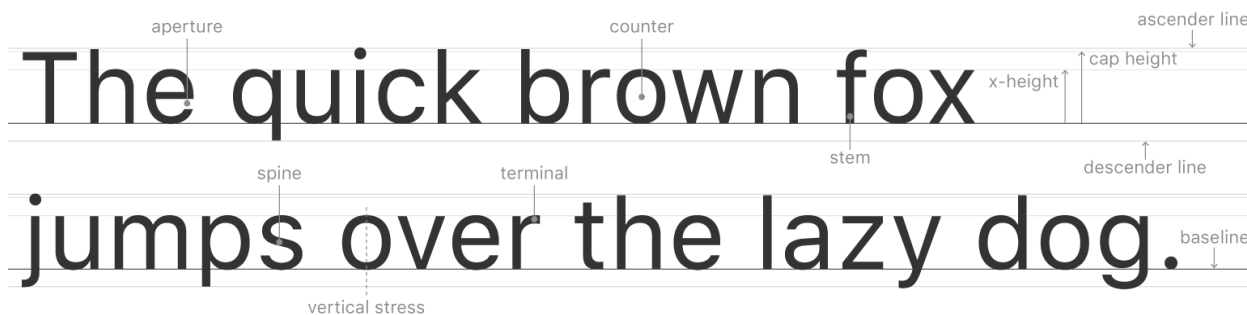 aperture
counter
ascender line
cap height
x-height
The quick brown fox
stem
descender line
spine
terminal
jumps over the lazy dog.
baseline
vertical stress